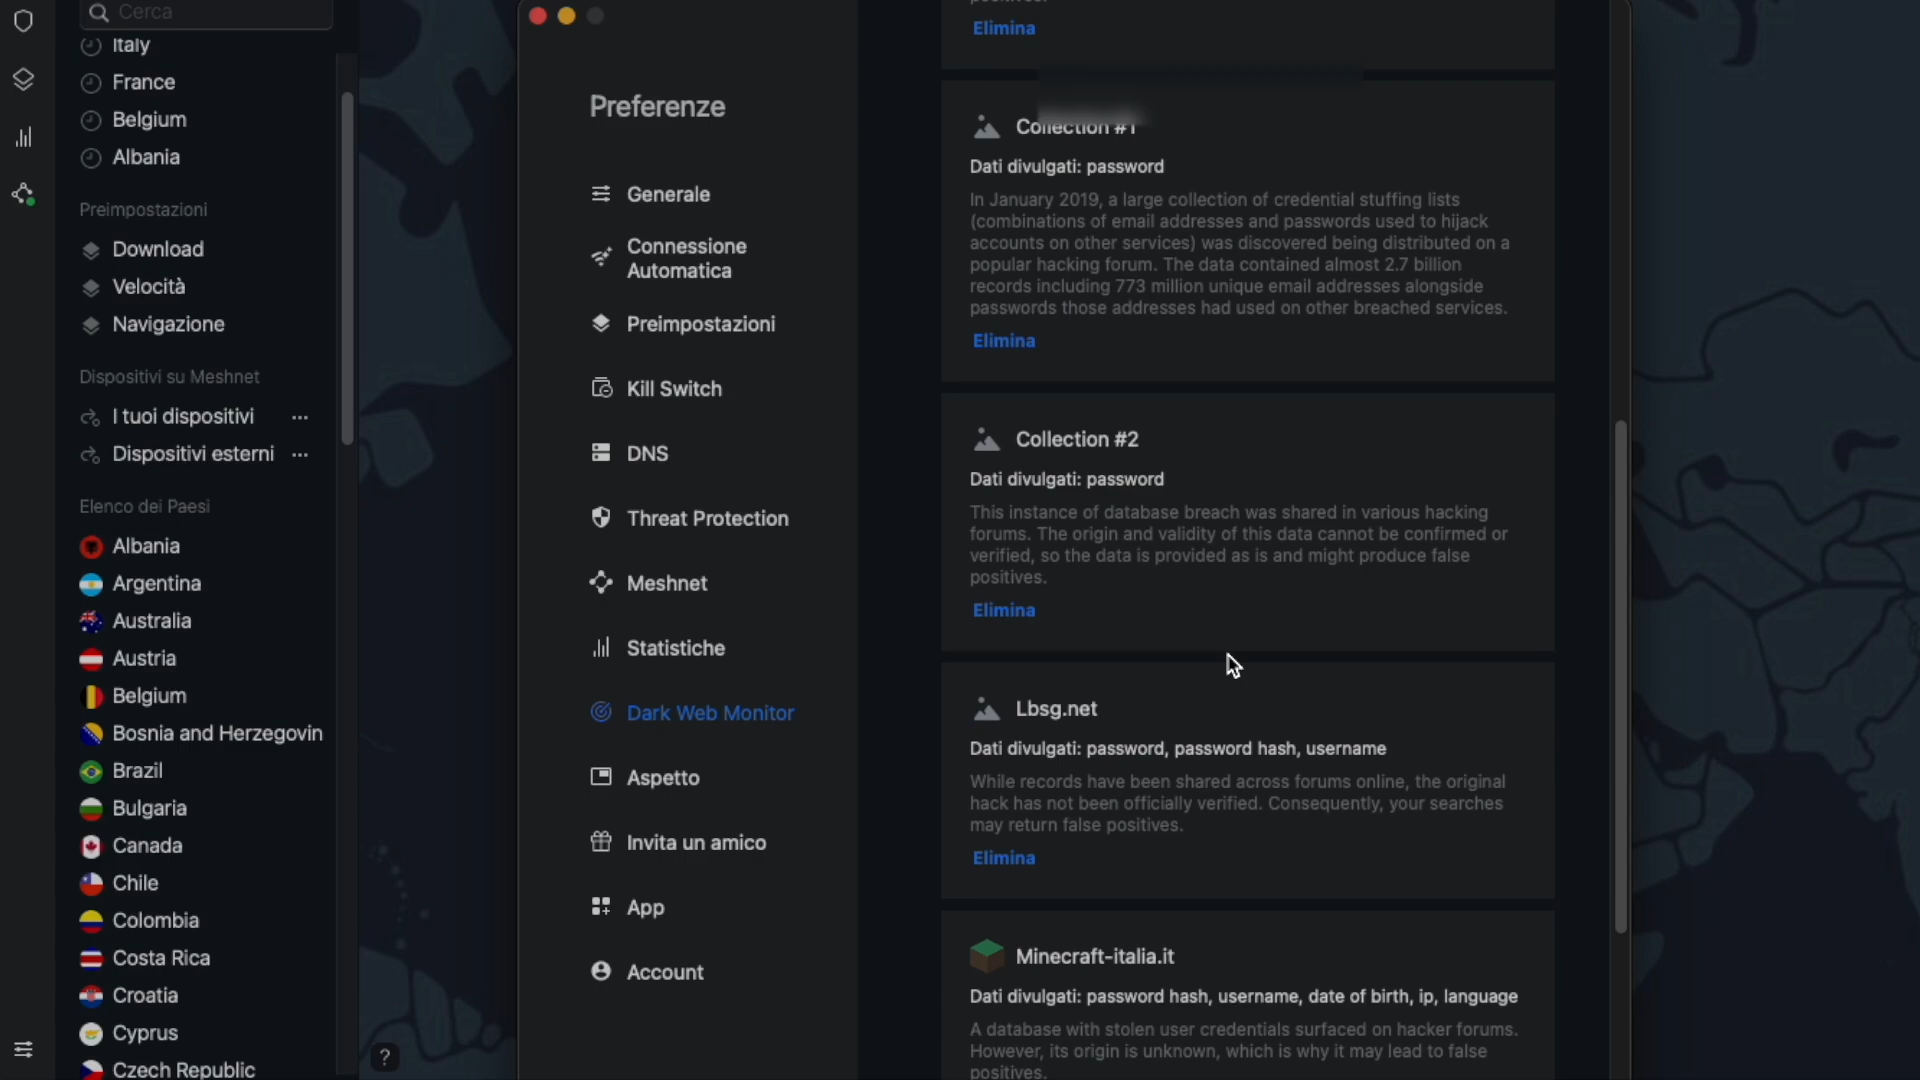 Cerca
Italy
France
Belgium
Albania
Preimpostazioni
Download
Velocità
Navigazione
Dispositivi su Meshnet
I tuoi dispositivi
Dispositivi esterni
Elenco dei Paesi
Albania
Argentina
Australia
Austria
Belgium
Bosnia and Herzegovin
Brazil
Bulgaria
Canada
Chile
Colombia
Costa Rica
Croatia
Cyprus
Czech Republic
?
Preferenze
Generale
Connessione
Automatica
Preimpostazioni
Kill Switch
DNS
Threat Protection
Meshnet
Statistiche
Dark Web Monitor
Aspetto
Invita un amico
App
Account
Elimina
Collection #1
Dati divulgati: password
In January 2019, a large collection of credential stuffing lists
(combinations of email addresses and passwords used to hijack
accounts on other services) was discovered being distributed on a
popular hacking forum. The data contained almost 2.7 billion
records including 773 million unique email addresses alongside
passwords those addresses had used on other breached services.
Elimina
Collection #2
Dati divulgati: password
This instance of database breach was shared in various hacking
forums. The origin and validity of this data cannot be confirmed or
verified, so the data is provided as is and might produce false
positives.
Elimina
Lbsg.net
Dati divulgati: password, password hash, username
While records have been shared across forums online, the original
hack has not been officially verified. Consequently, your searches
may return false positives.
Elimina
Minecraft-italia.it
Dati divulgati: password hash, username, date of birth, ip, language
A database with stolen user credentials surfaced on hacker forums.
However, its origin is unknown, which is why it may lead to false
positives.